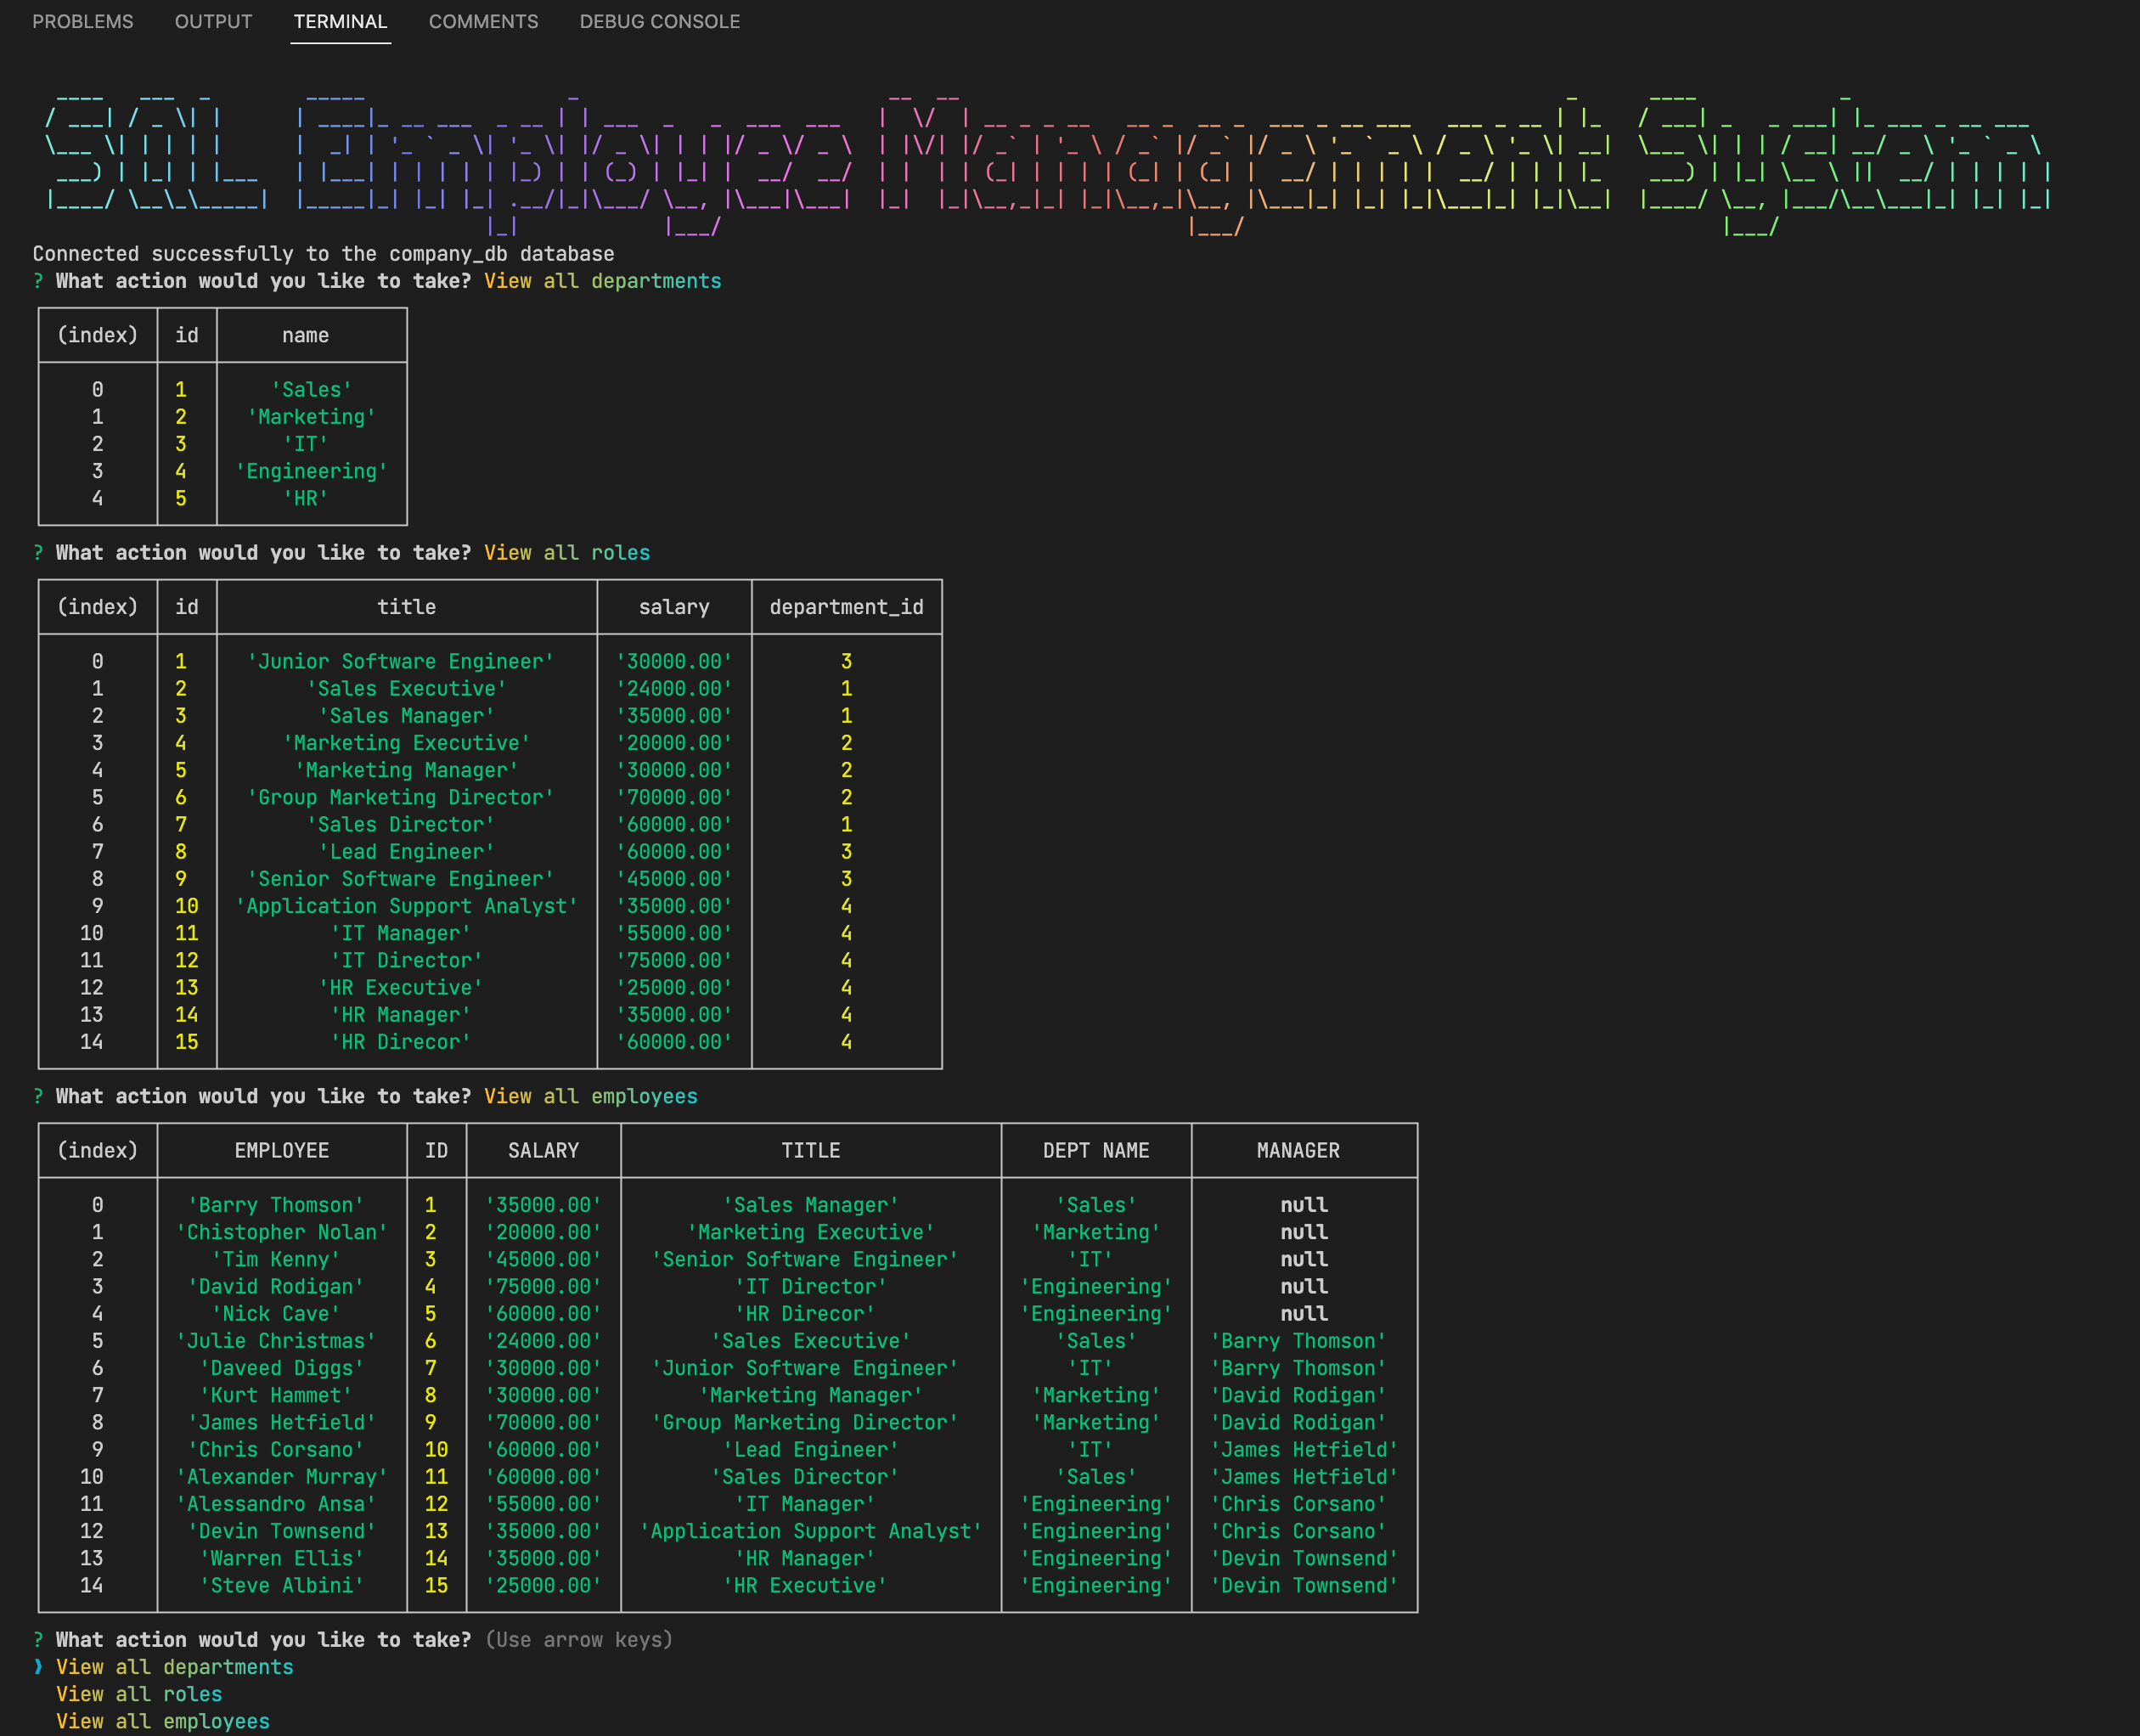 PROBLEMS OUTPUT TERMINAL COMMENTS DEBUG CONSOLE
SQL Employee Management System
Connected successfully to the company_db database
? What action would you like to take? View all departments
(index) id name
0 1 'Sales'
1 2 'Marketing'
2 3 'IT'
3 4 'Engineering'
4 5 'HR'
? What action would you like to take? View all roles
(index) id title salary department_id
0 1 'Junior Software Engineer' '30000.00' 3
1 2 'Sales Executive' '24000.00' 1
2 3 'Sales Manager' '35000.00' 1
3 4 'Marketing Executive' '20000.00' 2
4 5 'Marketing Manager' '30000.00' 2
5 6 'Group Marketing Director' '70000.00' 2
6 7 'Sales Director' '60000.00' 1
7 8 'Lead Engineer' '60000.00' 3
8 9 'Senior Software Engineer' '45000.00' 3
9 10 'Application Support Analyst' '35000.00' 4
10 11 'IT Manager' '55000.00' 4
11 12 'IT Director' '75000.00' 4
12 13 'HR Executive' '25000.00' 4
13 14 'HR Manager' '35000.00' 4
14 15 'HR Direcor' '60000.00' 4
? What action would you like to take? View all employees
(index) EMPLOYEE ID SALARY TITLE DEPT NAME MANAGER
0 'Barry Thomson' 1 '35000.00' 'Sales Manager' 'Sales' null
1 'Chistopher Nolan' 2 '20000.00' 'Marketing Executive' 'Marketing' null
2 'Tim Kenny' 3 '45000.00' 'Senior Software Engineer' 'IT' null
3 'David Rodigan' 4 '75000.00' 'IT Director' 'Engineering' null
4 'Nick Cave' 5 '60000.00' 'HR Direcor' 'Engineering' null
5 'Julie Christmas' 6 '24000.00' 'Sales Executive' 'Sales' 'Barry Thomson'
6 'Daveed Diggs' 7 '30000.00' 'Junior Software Engineer' 'IT' 'Barry Thomson'
7 'Kurt Hammet' 8 '30000.00' 'Marketing Manager' 'Marketing' 'David Rodigan'
8 'James Hetfield' 9 '70000.00' 'Group Marketing Director' 'Marketing' 'David Rodigan'
9 'Chris Corsano' 10 '60000.00' 'Lead Engineer' 'IT' 'James Hetfield'
10 'Alexander Murray' 11 '60000.00' 'Sales Director' 'Sales' 'James Hetfield'
11 'Alessandro Ansa' 12 '55000.00' 'IT Manager' 'Engineering' 'Chris Corsano'
12 'Devin Townsend' 13 '35000.00' 'Application Support Analyst' 'Engineering' 'Chris Corsano'
13 'Warren Ellis' 14 '35000.00' 'HR Manager' 'Engineering' 'Devin Townsend'
14 'Steve Albini' 15 '25000.00' 'HR Executive' 'Engineering' 'Devin Townsend'
? What action would you like to take? (Use arrow keys)
❯ View all departments
View all roles
View all employees